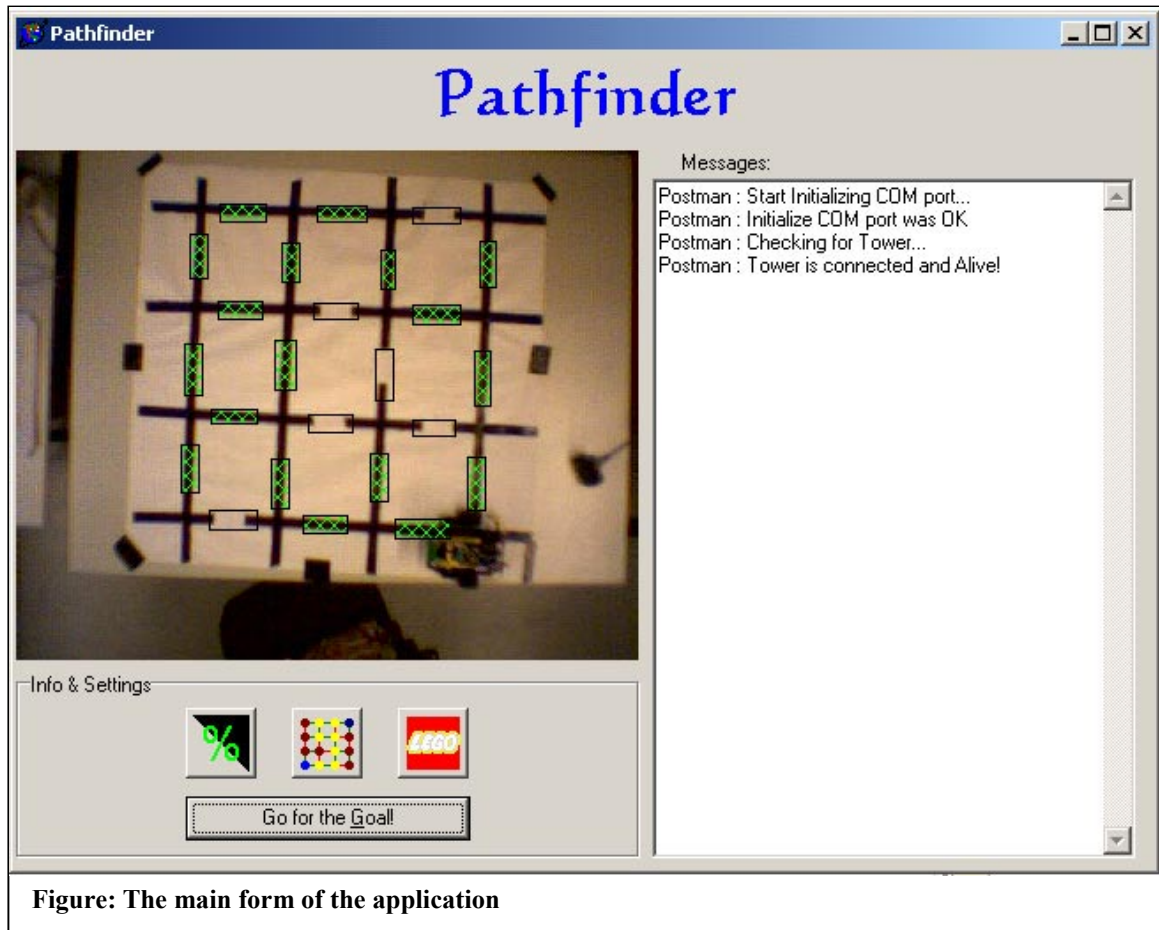 Pathfinder
Pathfinder
Messages:
Postman : Start Initializing COM port...
Postman : Initialize COM port was OK
Postman : Checking for Tower...
Postman : Tower is connected and Alive!
Info & Settings
%
LEGO
Go for the Goal!
Figure: The main form of the application